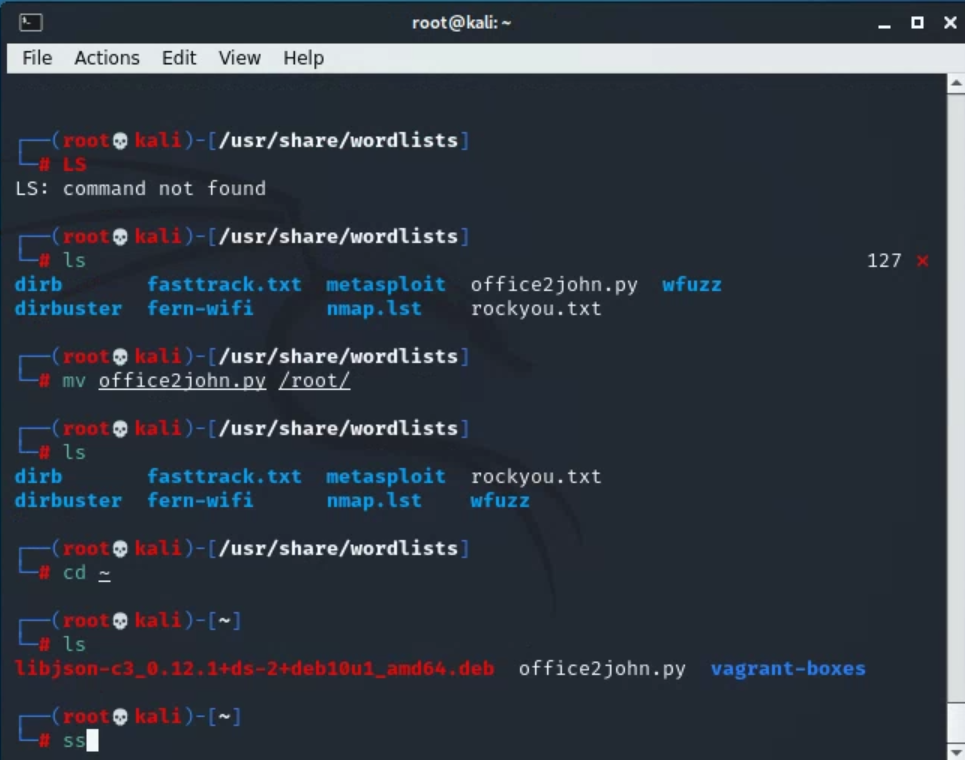 root@kali: ~
File Actions Edit View Help
┌──(root💀kali)-[/usr/share/wordlists]
└─# LS
LS: command not found
┌──(root💀kali)-[/usr/share/wordlists]
└─# ls 127 ⨯
dirb fasttrack.txt metasploit office2john.py wfuzz
dirbuster fern-wifi nmap.lst rockyou.txt
┌──(root💀kali)-[/usr/share/wordlists]
└─# mv office2john.py /root/
┌──(root💀kali)-[/usr/share/wordlists]
└─# ls
dirb fasttrack.txt metasploit rockyou.txt
dirbuster fern-wifi nmap.lst wfuzz
┌──(root💀kali)-[/usr/share/wordlists]
└─# cd ~
┌──(root💀kali)-[~]
└─# ls
libjson-c3_0.12.1+ds-2+deb10u1_amd64.deb office2john.py vagrant-boxes
┌──(root💀kali)-[~]
└─# ss